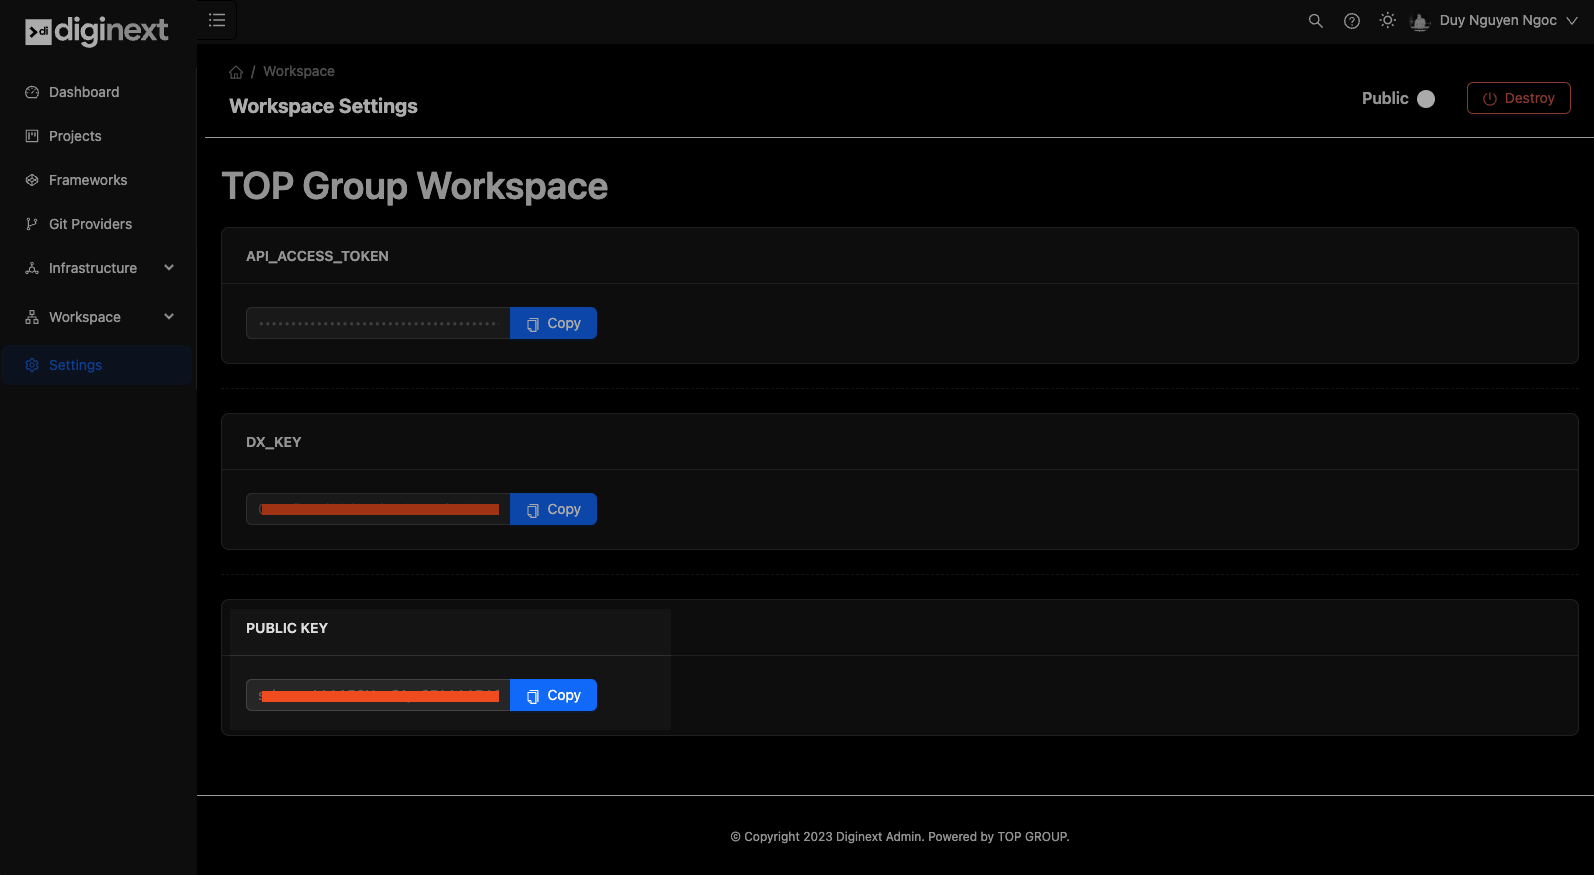 diginext
Duy Nguyen Ngoc
Dashboard
Projects
Frameworks
Git Providers
Infrastructure
Workspace
Settings
/ Workspace
Workspace Settings
Public
Destroy
TOP Group Workspace
API_ACCESS_TOKEN
Copy
DX_KEY
Copy
PUBLIC KEY
Copy
© Copyright 2023 Diginext Admin. Powered by TOP GROUP.